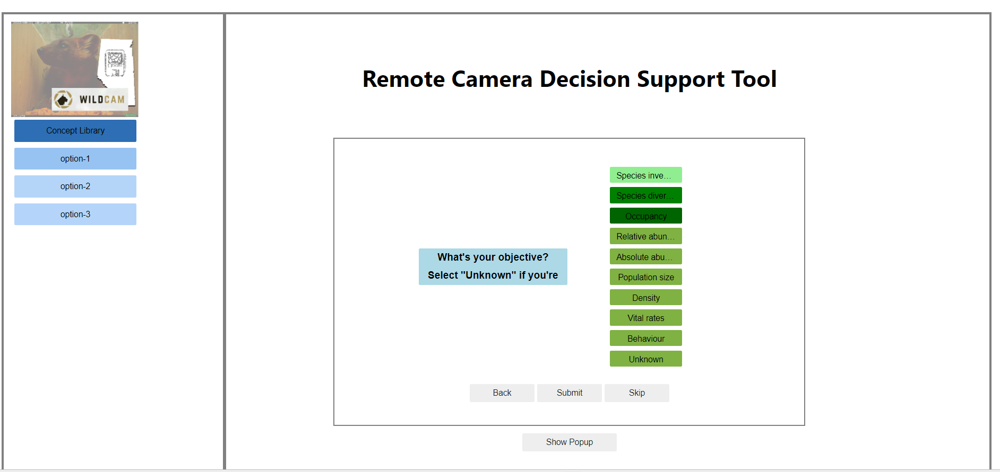 WILDCAM
Concept Library
option-1
option-2
option-3
Remote Camera Decision Support Tool
What's your objective?
Select "Unknown" if you're
Species inve...
Species diver...
Occupancy
Relative abun...
Absolute abu...
Population size
Density
Vital rates
Behaviour
Unknown
Back
Submit
Skip
Show Popup